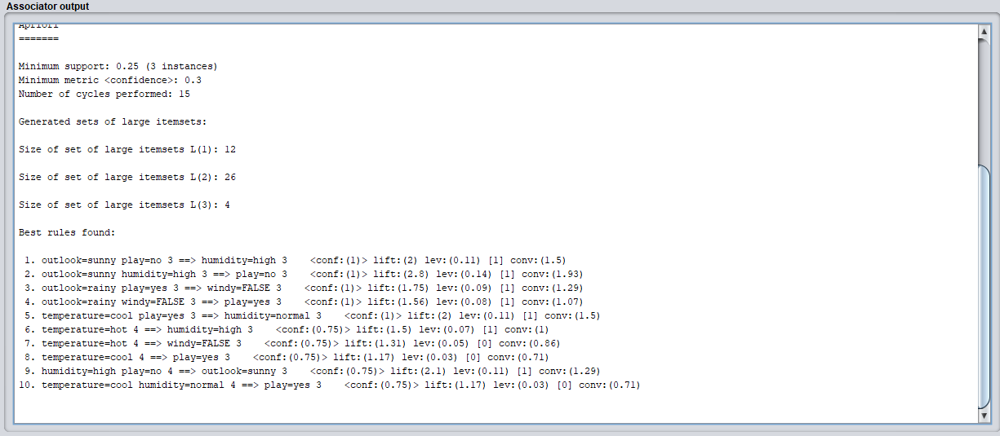 Associator output
Apriori
=======
Minimum support: 0.25 (3 instances)
Minimum metric <confidence>: 0.3
Number of cycles performed: 15
Generated sets of large itemsets:
Size of set of large itemsets L(1): 12
Size of set of large itemsets L(2): 26
Size of set of large itemsets L(3): 4
Best rules found:
1. outlook=sunny play=no 3 ==> humidity=high 3    <conf:(1)> lift:(2) lev:(0.11) [1] conv:(1.5)
2. outlook=sunny humidity=high 3 ==> play=no 3    <conf:(1)> lift:(2.8) lev:(0.14) [1] conv:(1.93)
3. outlook=rainy play=yes 3 ==> windy=FALSE 3    <conf:(1)> lift:(1.75) lev:(0.09) [1] conv:(1.29)
4. outlook=rainy windy=FALSE 3 ==> play=yes 3    <conf:(1)> lift:(1.56) lev:(0.08) [1] conv:(1.07)
5. temperature=cool play=yes 3 ==> humidity=normal 3    <conf:(1)> lift:(2) lev:(0.11) [1] conv:(1.5)
6. temperature=hot 4 ==> humidity=high 3    <conf:(0.75)> lift:(1.5) lev:(0.07) [1] conv:(1)
7. temperature=hot 4 ==> windy=FALSE 3    <conf:(0.75)> lift:(1.31) lev:(0.05) [0] conv:(0.86)
8. temperature=cool 4 ==> play=yes 3    <conf:(0.75)> lift:(1.17) lev:(0.03) [0] conv:(0.71)
9. humidity=high play=no 4 ==> outlook=sunny 3    <conf:(0.75)> lift:(2.1) lev:(0.11) [1] conv:(1.29)
10. temperature=cool humidity=normal 4 ==> play=yes 3    <conf:(0.75)> lift:(1.17) lev:(0.03) [0] conv:(0.71)